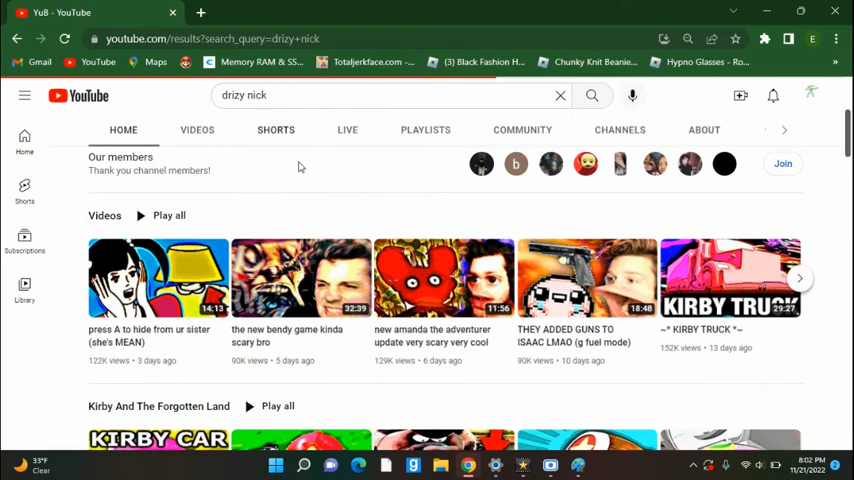 YuB - YouTube
youtube.com/results?search_query=drizy+nick
Gmail YouTube Maps Memory RAM & SS... Totaljerkface.com -... (3) Black Fashion H... Chunky Knit Beanie... Hypno Glasses - Ro...
YouTube drizy nick
HOME VIDEOS SHORTS LIVE PLAYLISTS COMMUNITY CHANNELS ABOUT
Home
Shorts
Subscriptions
Library
Our members
Thank you channel members!
b
Join
Videos Play all
14:13 32:39 11:56 18:48 29:27
KIRBY TRUCK
press A to hide from ur sister
(she's MEAN)
122K views • 3 days ago
the new bendy game kinda
scary bro
90K views • 5 days ago
new amanda the adventurer
update very scary very cool
129K views • 6 days ago
THEY ADDED GUNS TO
ISAAC LMAO (g fuel mode)
90K views • 10 days ago
~* KIRBY TRUCK *~
152K views • 13 days ago
Kirby And The Forgotten Land Play all
KIRBY CAR
33°F
Clear
8:02 PM
11/21/2022
E